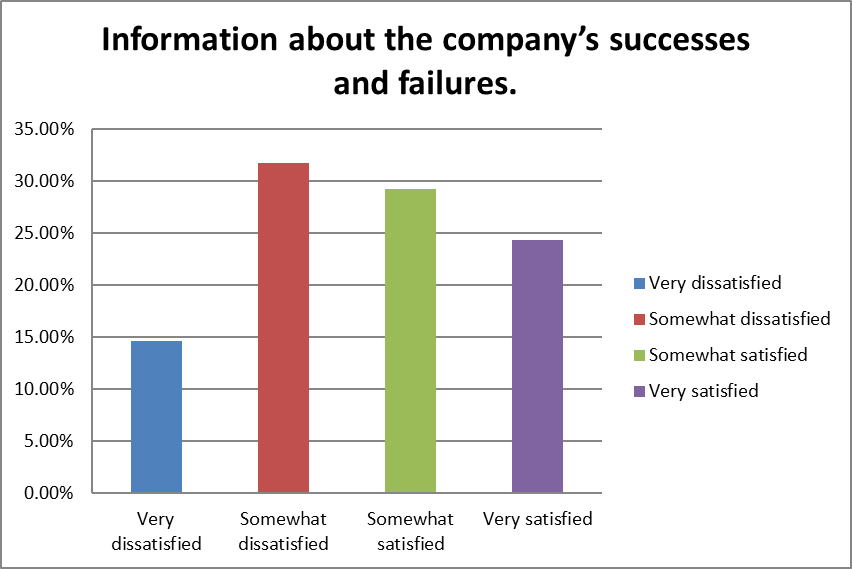 Information about the company’s successes
and failures.
35.00%
30.00%
25.00%
20.00%
15.00%
10.00%
5.00%
0.00%
Very
dissatisfied
Somewhat
dissatisfied
Somewhat
satisfied
Very satisfied
Very dissatisfied
Somewhat dissatisfied
Somewhat satisfied
Very satisfied